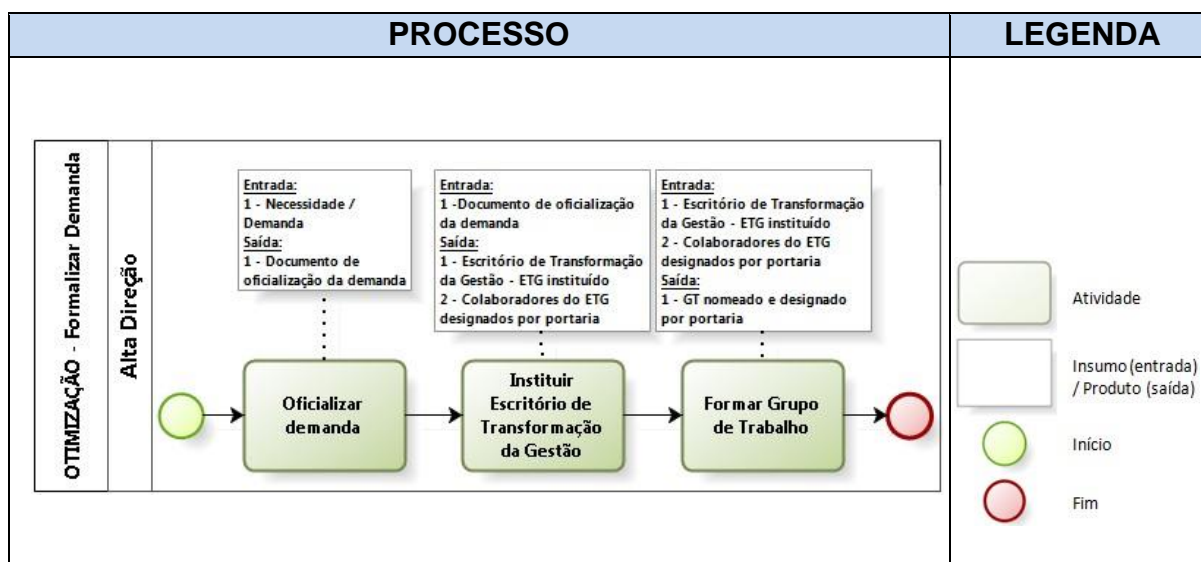 PROCESSO
LEGENDA
OTIMIZAÇÃO - Formalizar Demanda
Alta Direção
Entrada:
1 - Necessidade /
Demanda
Saída:
1 - Documento de
oficialização da demanda
Entrada:
1 -Documento de oficialização
da demanda
Saída:
1 - Escritório de Transformação
da Gestão - ETG instituído
2 - Colaboradores do ETG
designados por portaria
Entrada:
1 - Escritório de Transformação
da Gestão - ETG instituído
2 - Colaboradores do ETG
designados por portaria
Saída:
1 - GT nomeado e designado
por portaria
Oficializar
demanda
Instituir
Escritório de
Transformação
da Gestão
Formar Grupo
de Trabalho
Atividade
Insumo (entrada)
/ Produto (saída)
Início
Fim